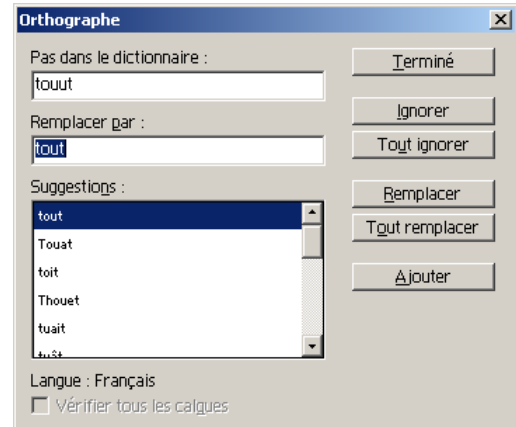 Orthographe
Pas dans le dictionnaire :
touut
Remplacer par :
tout
Suggestions :
tout
Touat
toit
Thouet
tuait
tuât
Langue : Français
Vérifier tous les calques
Terminé
Ignorer
Tout ignorer
Remplacer
Tout remplacer
Ajouter